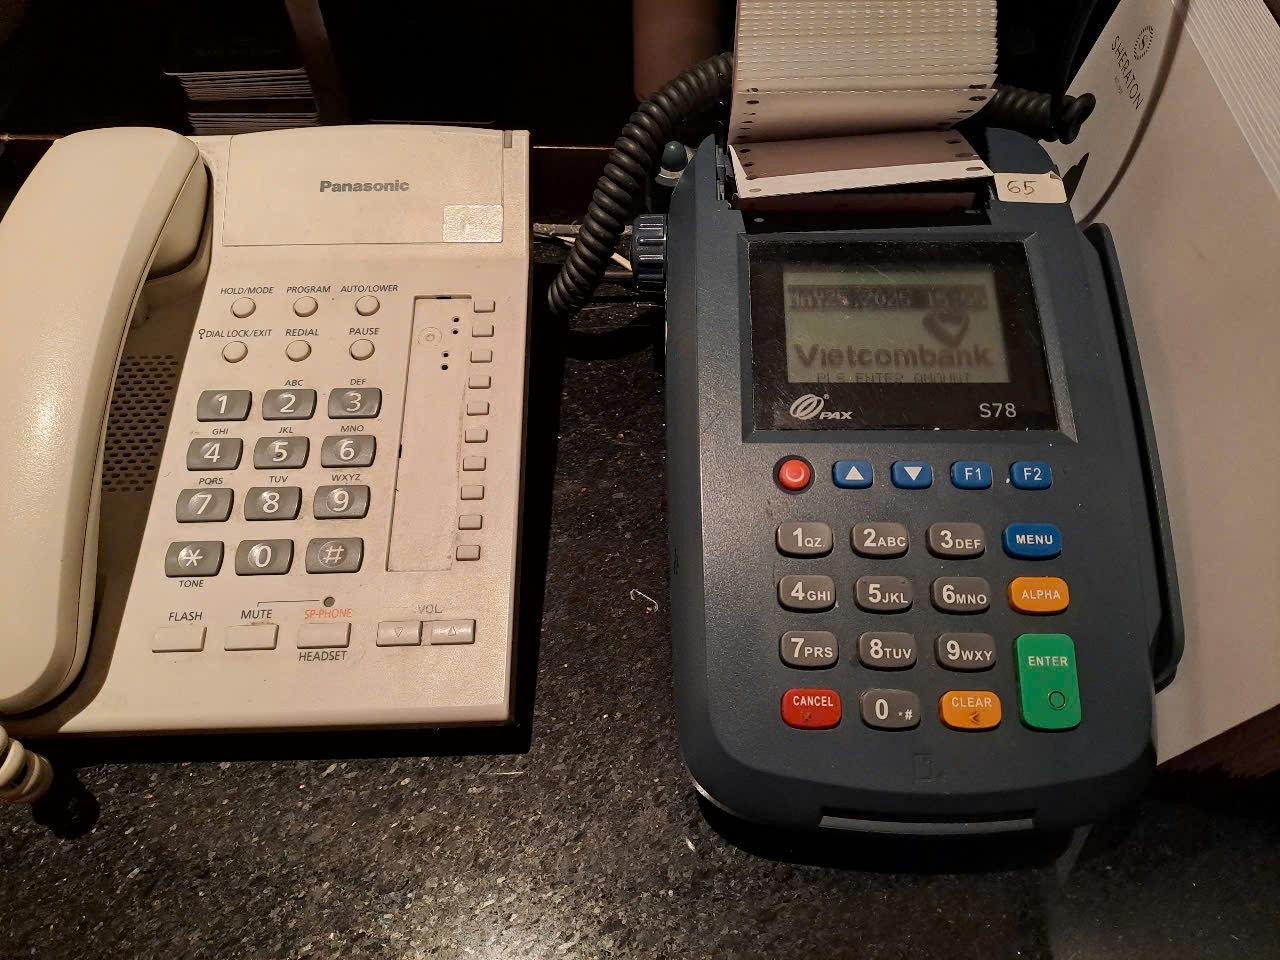 Panasonic
HOLD/MODE PROGRAM AUTO/LOWER
DIAL LOCK/EXIT REDIAL PAUSE
ABC DEF
1 2 3
GHI JKL MNO
4 5 6
PQRS TUV WXYZ
7 8 9
* 0 #
TONE
FLASH MUTE SP-PHONE VOL
HEADSET
SHERATON
65
Vietcombank
PLS ENTER AMOUNT
PAX S78
F1 F2
1QZ 2ABC 3DEF MENU
4GHI 5JKL 6MNO ALPHA
7PRS 8TUV 9WXY ENTER
CANCEL 0 .# CLEAR